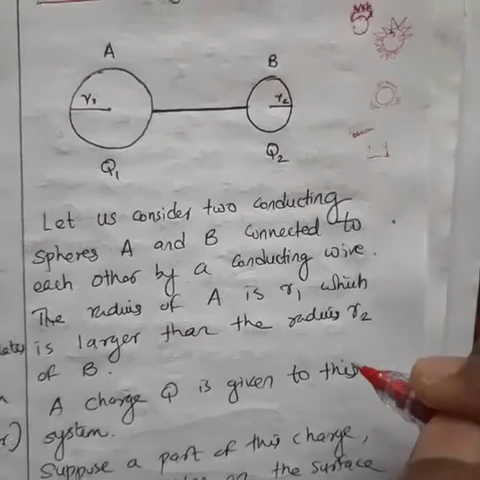 A
B
r₁
r₂
Q₁
Q₂
Let us consider two conducting
spheres A and B connected to
each other by a conducting wire.
The radius of A is r₁ which
is larger than the radius r₂
of B.
A charge Q is given to this
system.
Suppose a part of this charge,
on the surface